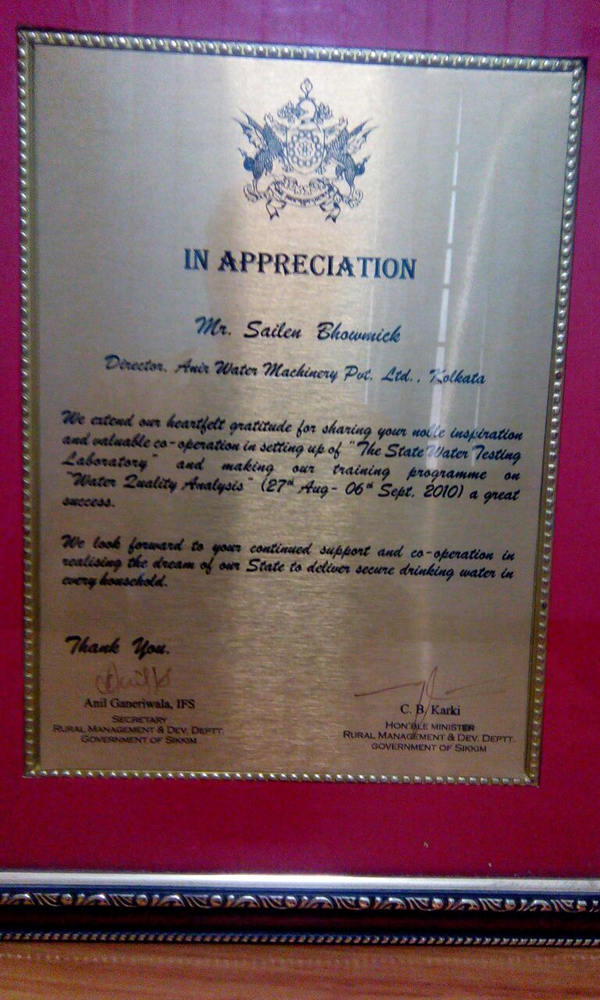 IN APPRECIATION
Mr. Sailen Bhowmick
Director, Anir Water Machinery Pvt. Ltd., Kolkata
We extend our heartfelt gratitude for sharing your noble inspiration
and valuable co-operation in setting up of "The State Water Testing
Laboratory" and making our training programme on
"Water Quality Analysis" (27th Aug - 06th Sept, 2010) a great
success.
We look forward to your continued support and co-operation in
realising the dream of our State to deliver secure drinking water in
every household.
Thank You.
Anil Ganeriwala, IFS
SECRETARY
RURAL MANAGEMENT & DEV. DEPTT.
GOVERNMENT OF SIKKIM
C. B. Karki
HON'BLE MINISTER
RURAL MANAGEMENT & DEV. DEPTT.
GOVERNMENT OF SIKKIM